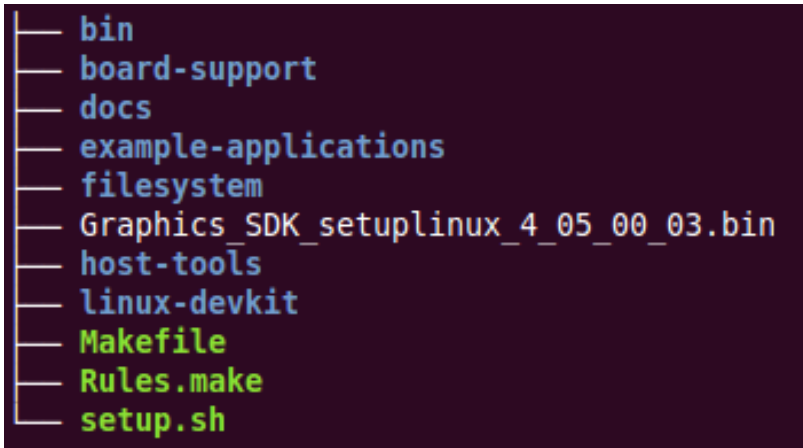 bin
board-support
docs
example-applications
filesystem
Graphics_SDK_setuplinux_4_05_00_03.bin
host-tools
linux-devkit
Makefile
Rules.make
setup.sh